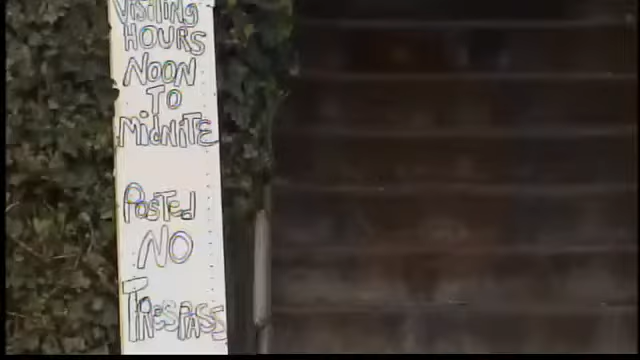 VISITING
HOURS
NOON
TO
MIDNITE
POSTED
NO
TRESPASS